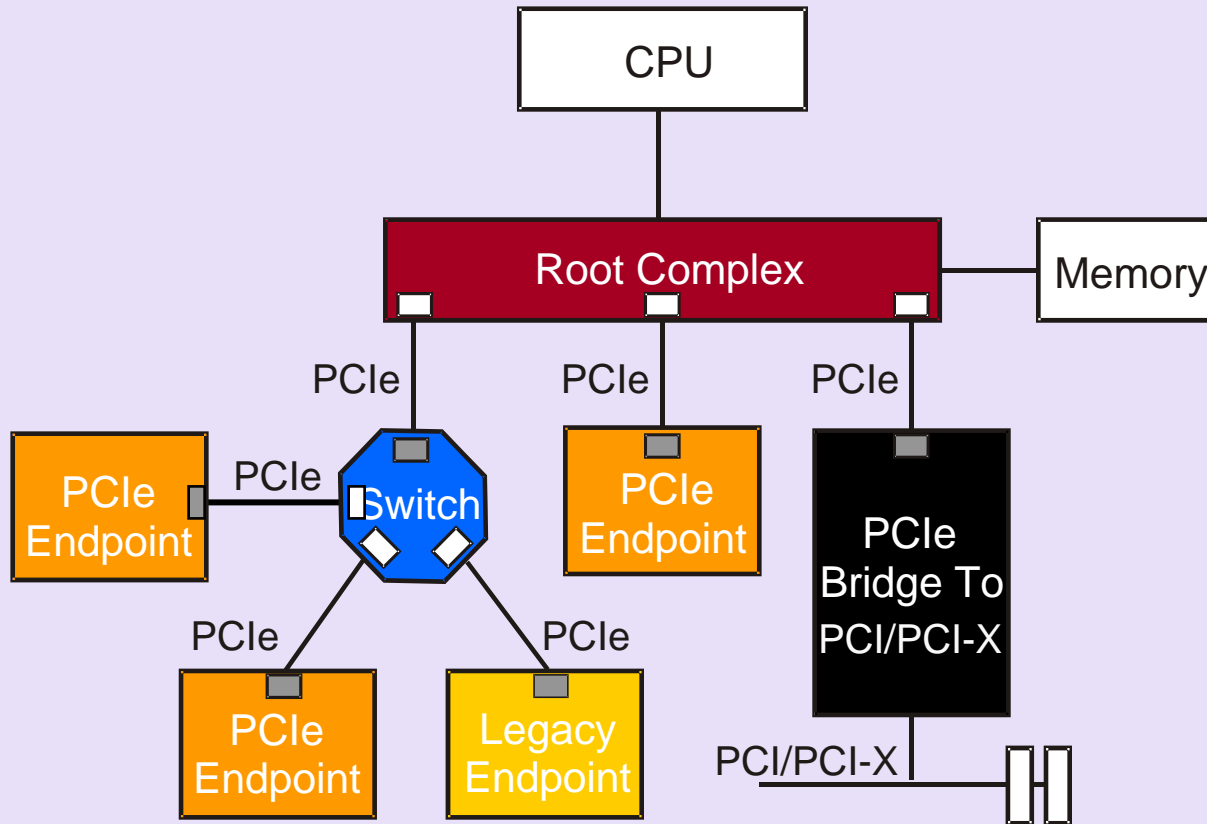 CPU
Root Complex
Memory
PCIe
PCIe
PCIe
PCIe
Endpoint
PCIe
Switch
PCIe
Endpoint
PCIe
Bridge To
PCI/PCI-X
PCIe
PCIe
PCIe
Endpoint
Legacy
Endpoint
PCI/PCI-X